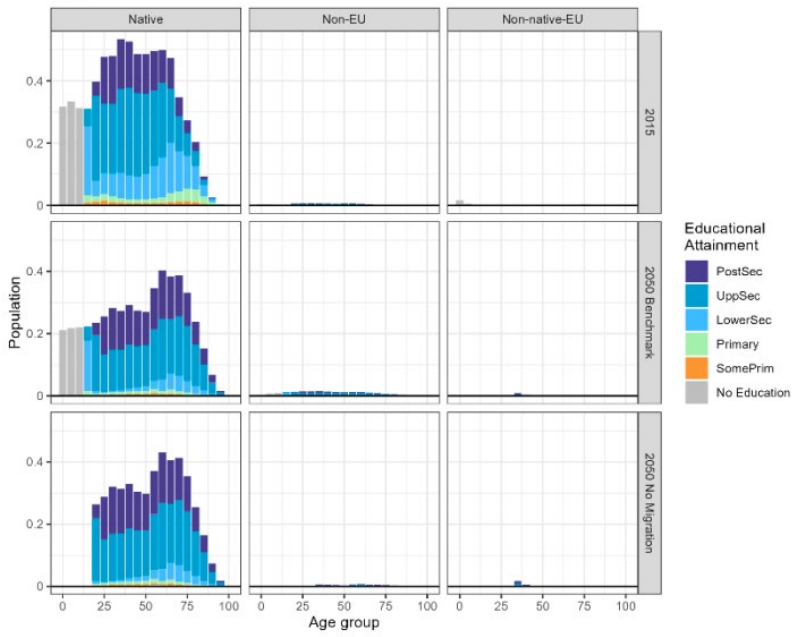 Native Non-EU Non-native-EU
0.4
0.2
0
2015
0.4
0.2
0
2050 Benchmark
0.4
0.2
0
2050 No Migration
0 25 50 75 100 0 25 50 75 100 0 25 50 75 100
Age group
Population
Educational
Attainment
PostSec
UppSec
LowerSec
Primary
SomePrim
No Education